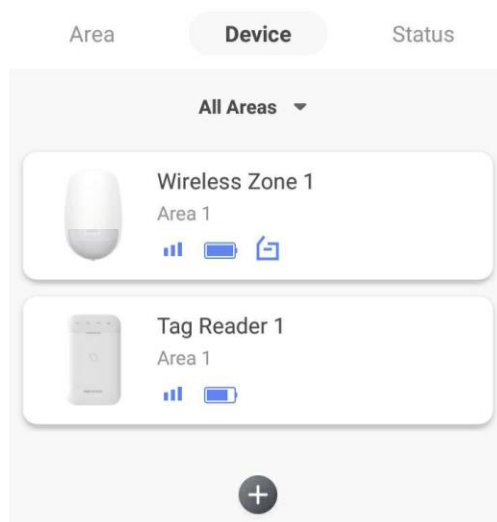 Area Device Status
All Areas
Wireless Zone 1
Area 1
Tag Reader 1
Area 1